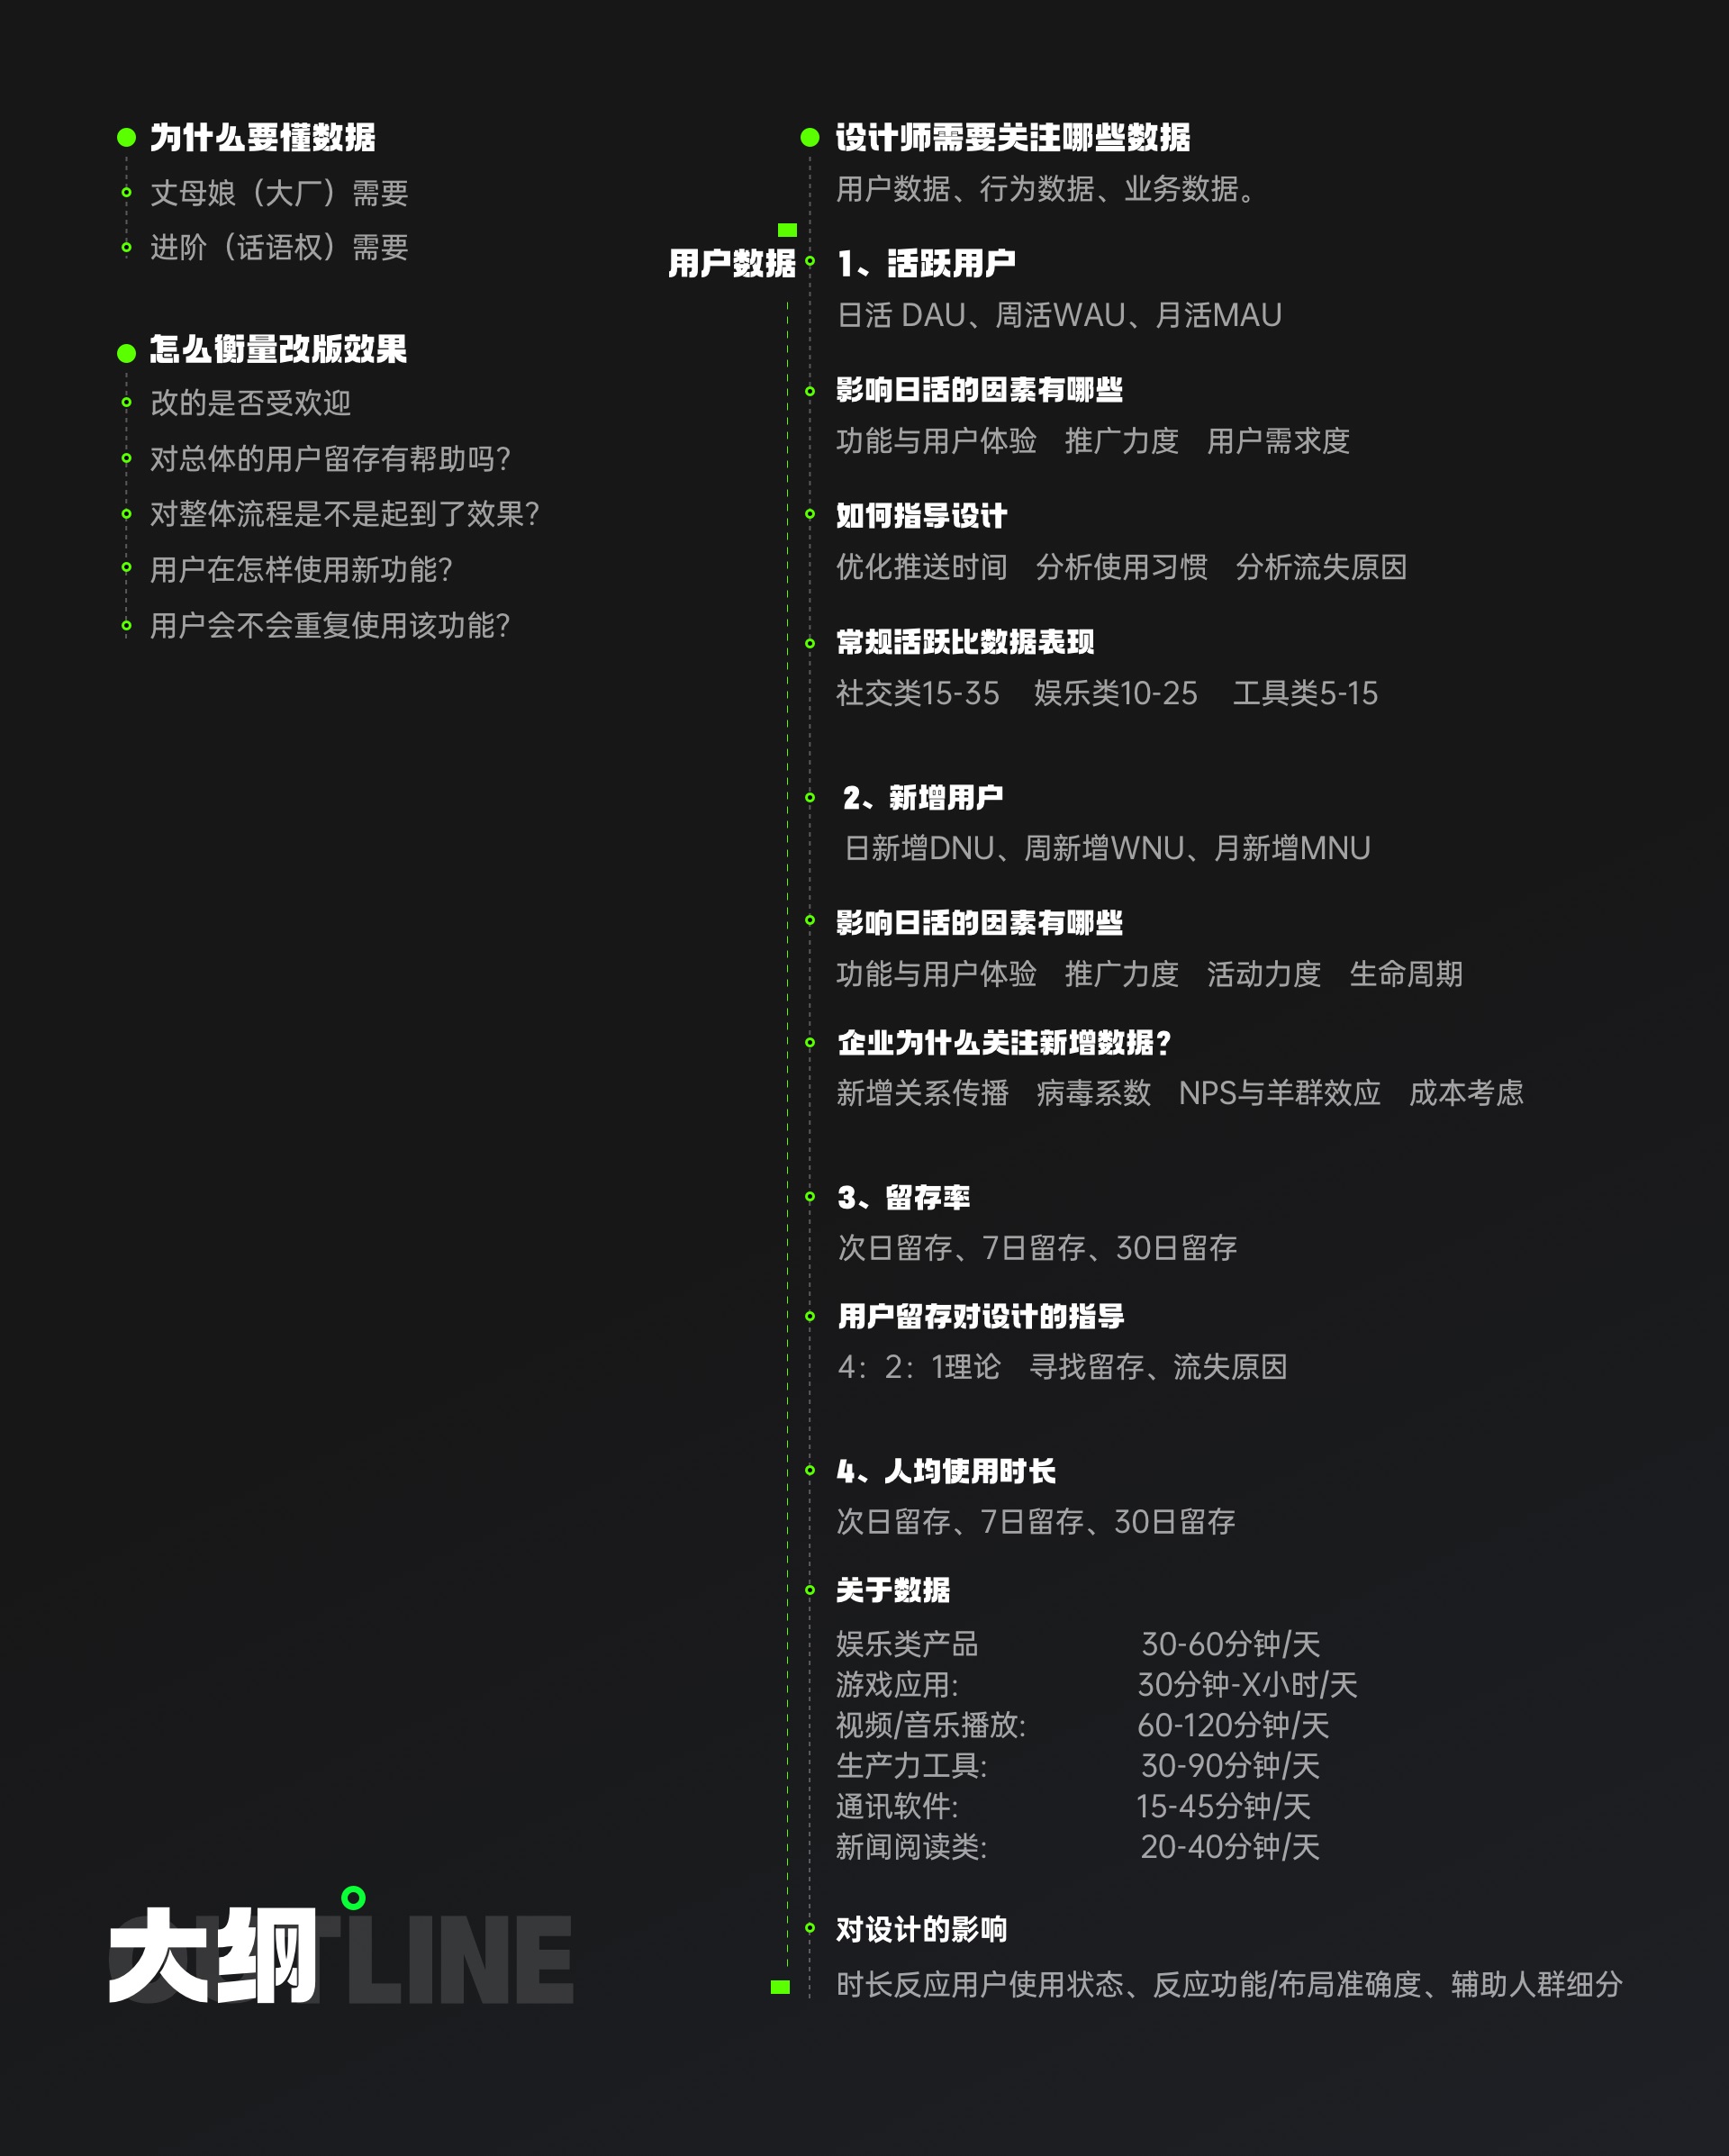 为什么要懂数据
丈母娘（大厂）需要
进阶（话语权）需要
怎么衡量改版效果
改的是否受欢迎
对总体的用户留存有帮助吗?
对整体流程是不是起到了效果?
用户在怎样使用新功能?
用户会不会重复使用该功能?
设计师需要关注哪些数据
用户数据、行为数据、业务数据。
用户数据
1、活跃用户
日活 DAU、周活WAU、月活MAU
影响日活的因素有哪些
功能与用户体验 推广力度 用户需求度
如何指导设计
优化推送时间 分析使用习惯 分析流失原因
常规活跃比数据表现
社交类15-35 娱乐类10-25 工具类5-15
2、新增用户
日新增DNU、周新增WNU、月新增MNU
影响日活的因素有哪些
功能与用户体验 推广力度 活动力度 生命周期
企业为什么关注新增数据?
新增关系传播 病毒系数 NPS与羊群效应 成本考虑
3、留存率
次日留存、7日留存、30日留存
用户留存对设计的指导
4：2：1理论 寻找留存、流失原因
4、人均使用时长
次日留存、7日留存、30日留存
关于数据
娱乐类产品 30-60分钟/天
游戏应用: 30分钟-X小时/天
视频/音乐播放: 60-120分钟/天
生产力工具: 30-90分钟/天
通讯软件: 15-45分钟/天
新闻阅读类: 20-40分钟/天
对设计的影响
时长反应用户使用状态、反应功能/布局准确度、辅助人群细分
大纲
OUTLINE